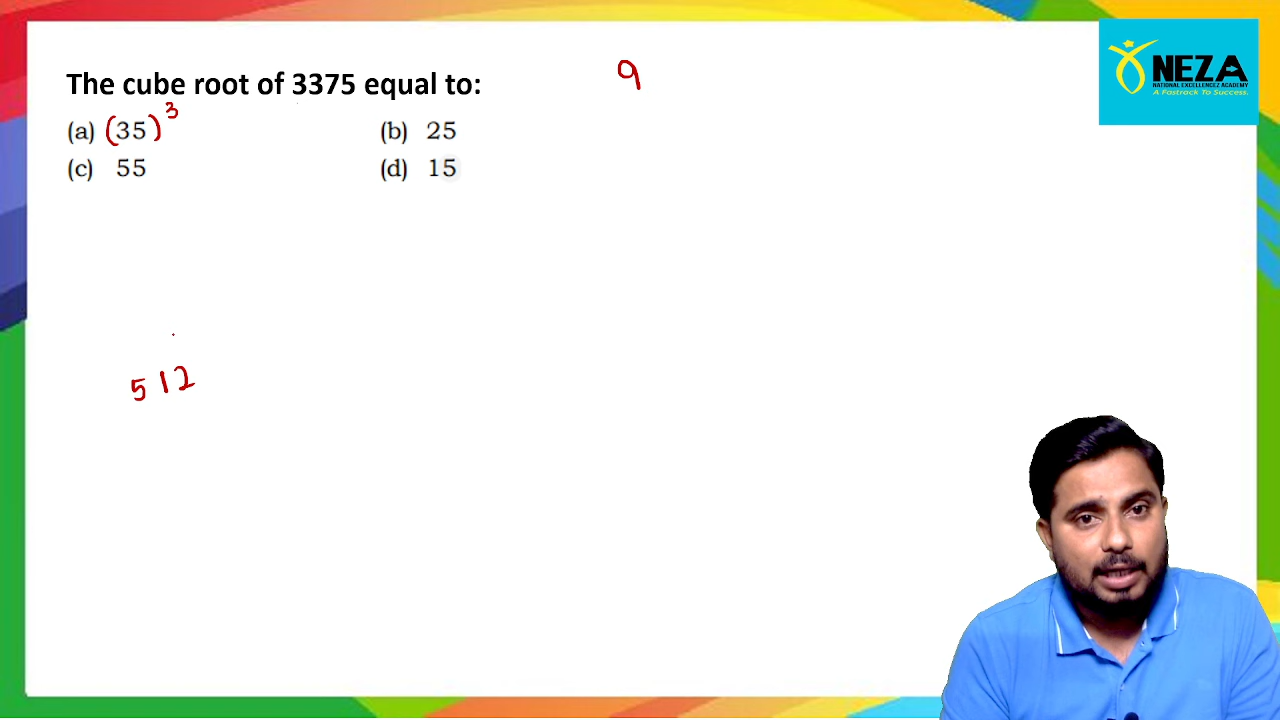 The cube root of 3375 equal to:
9
(a) (35)³ (b) 25
(c) 55 (d) 15
512
NEZA
NATIONAL EXCELLENCEZ ACADEMY
A Fastrack To Success.